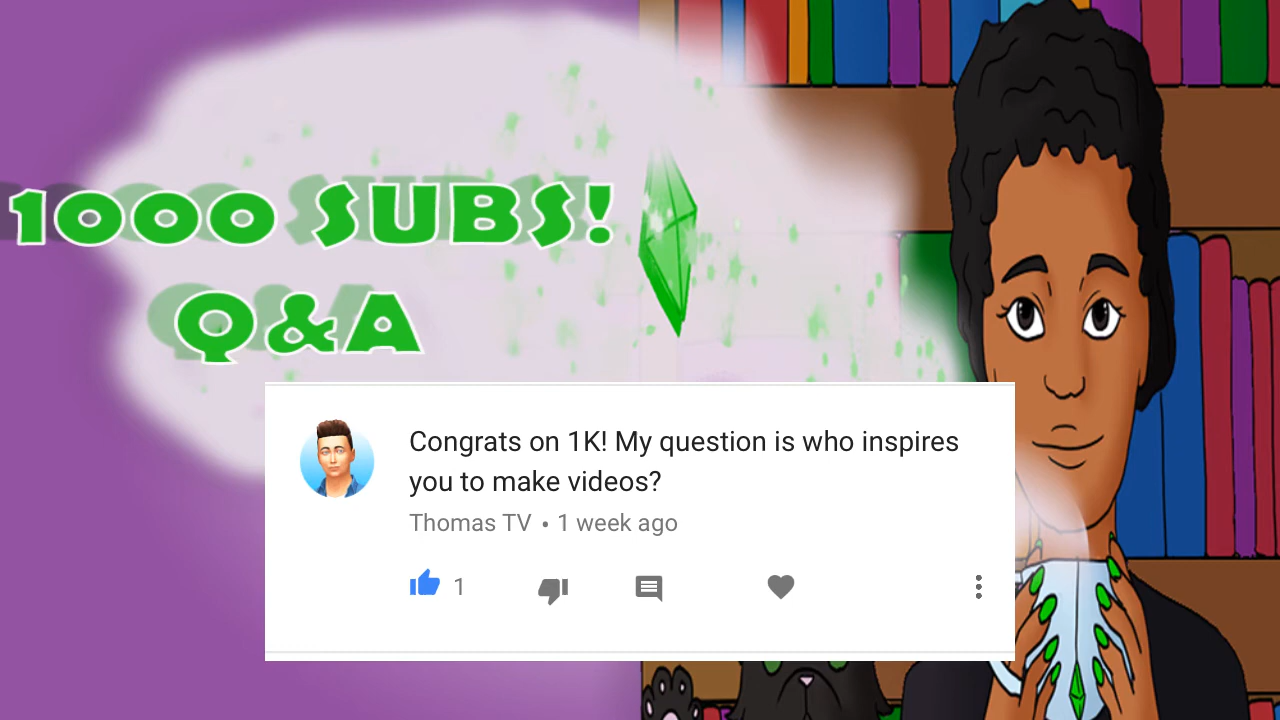 1000 SUBS!
Q&A
Congrats on 1K! My question is who inspires
you to make videos?
Thomas TV • 1 week ago
1